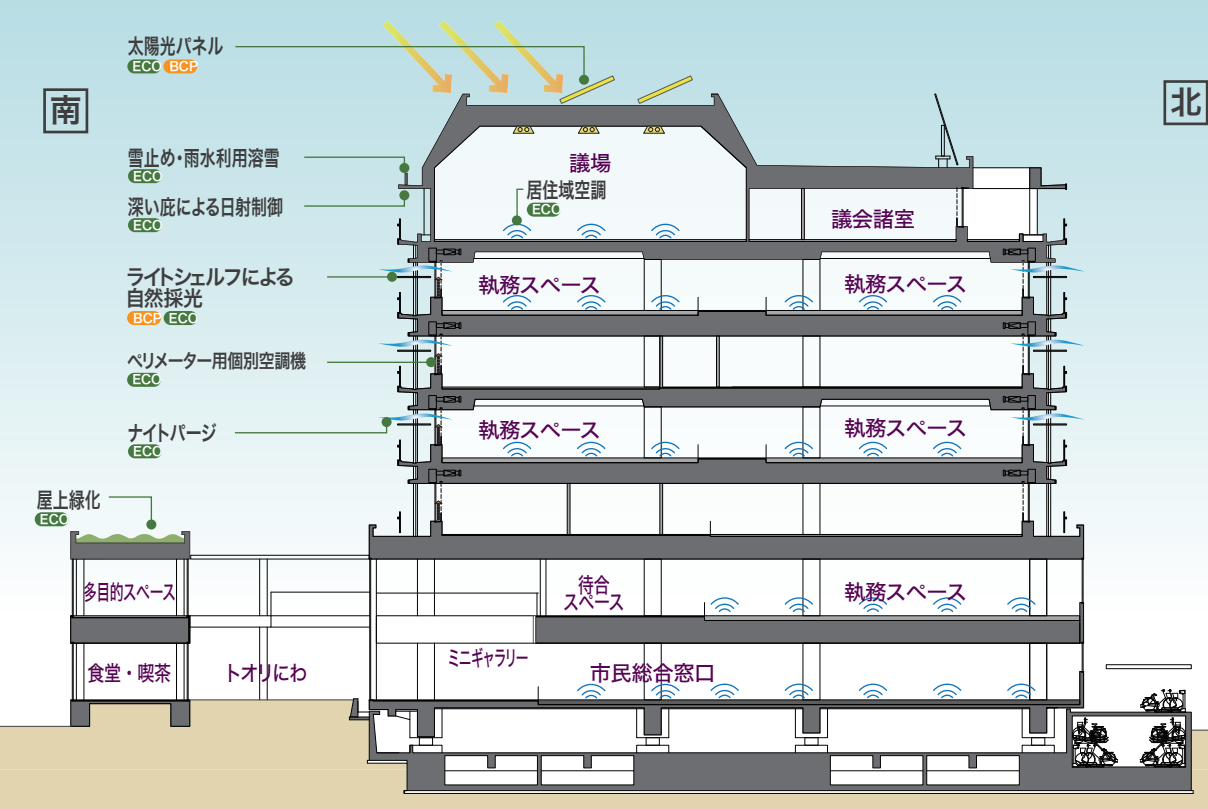 太陽光パネル
ECO BCP
南
北
雪止め・雨水利用溶雪
ECO
議場
深い庇による日射制御
ECO
居住域空調
ECO
議会諸室
ライトシェルフによる
自然採光
BCP ECO
執務スペース
執務スペース
ペリメーター用個別空調機
ECO
ナイトパージ
ECO
執務スペース
執務スペース
屋上緑化
ECO
多目的スペース
待合
スペース
執務スペース
食堂・喫茶
トオリにわ
ミニギャラリー
市民総合窓口